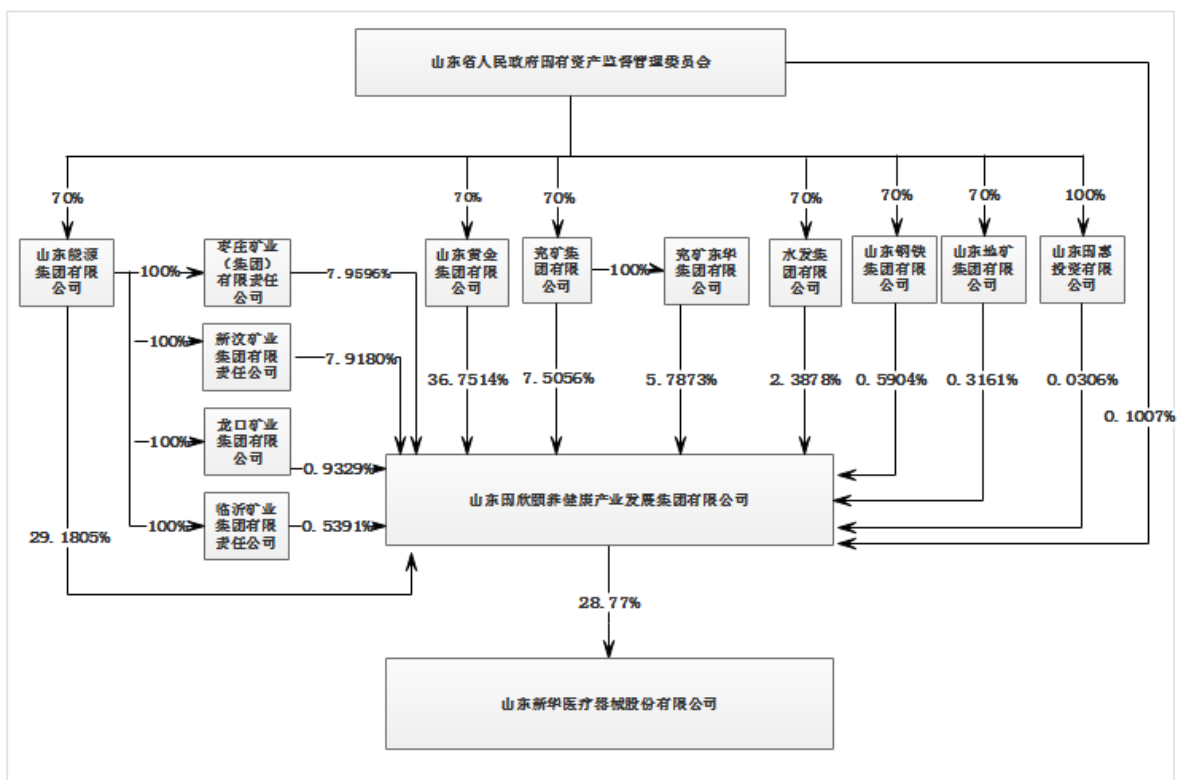 山东省人民政府国有资产监督管理委员会
70%
70%
70%
70%
70%
70%
100%
山东能源
集团有限
公司
100%
枣庄矿业
（集团）
有限责任
公司
7.9596%
山东黄金
集团有限
公司
兖矿集
团有限
公司
100%
兖矿东华
集团有限
公司
水发集
团有限
公司
山东钢铁
集团有限
公司
山东地矿
集团有限
公司
山东国惠
投资有限
公司
100%
新汶矿业
集团有限
责任公司
7.9180%
36.7514%
7.5056%
5.7873%
2.3878%
0.5904%
0.3161%
0.0306%
0.1007%
100%
龙口矿业
集团有限
公司
0.9329%
山东国欣颐养健康产业发展集团有限公司
29.1805%
100%
临沂矿业
集团有限
责任公司
0.5391%
28.77%
山东新华医疗器械股份有限公司